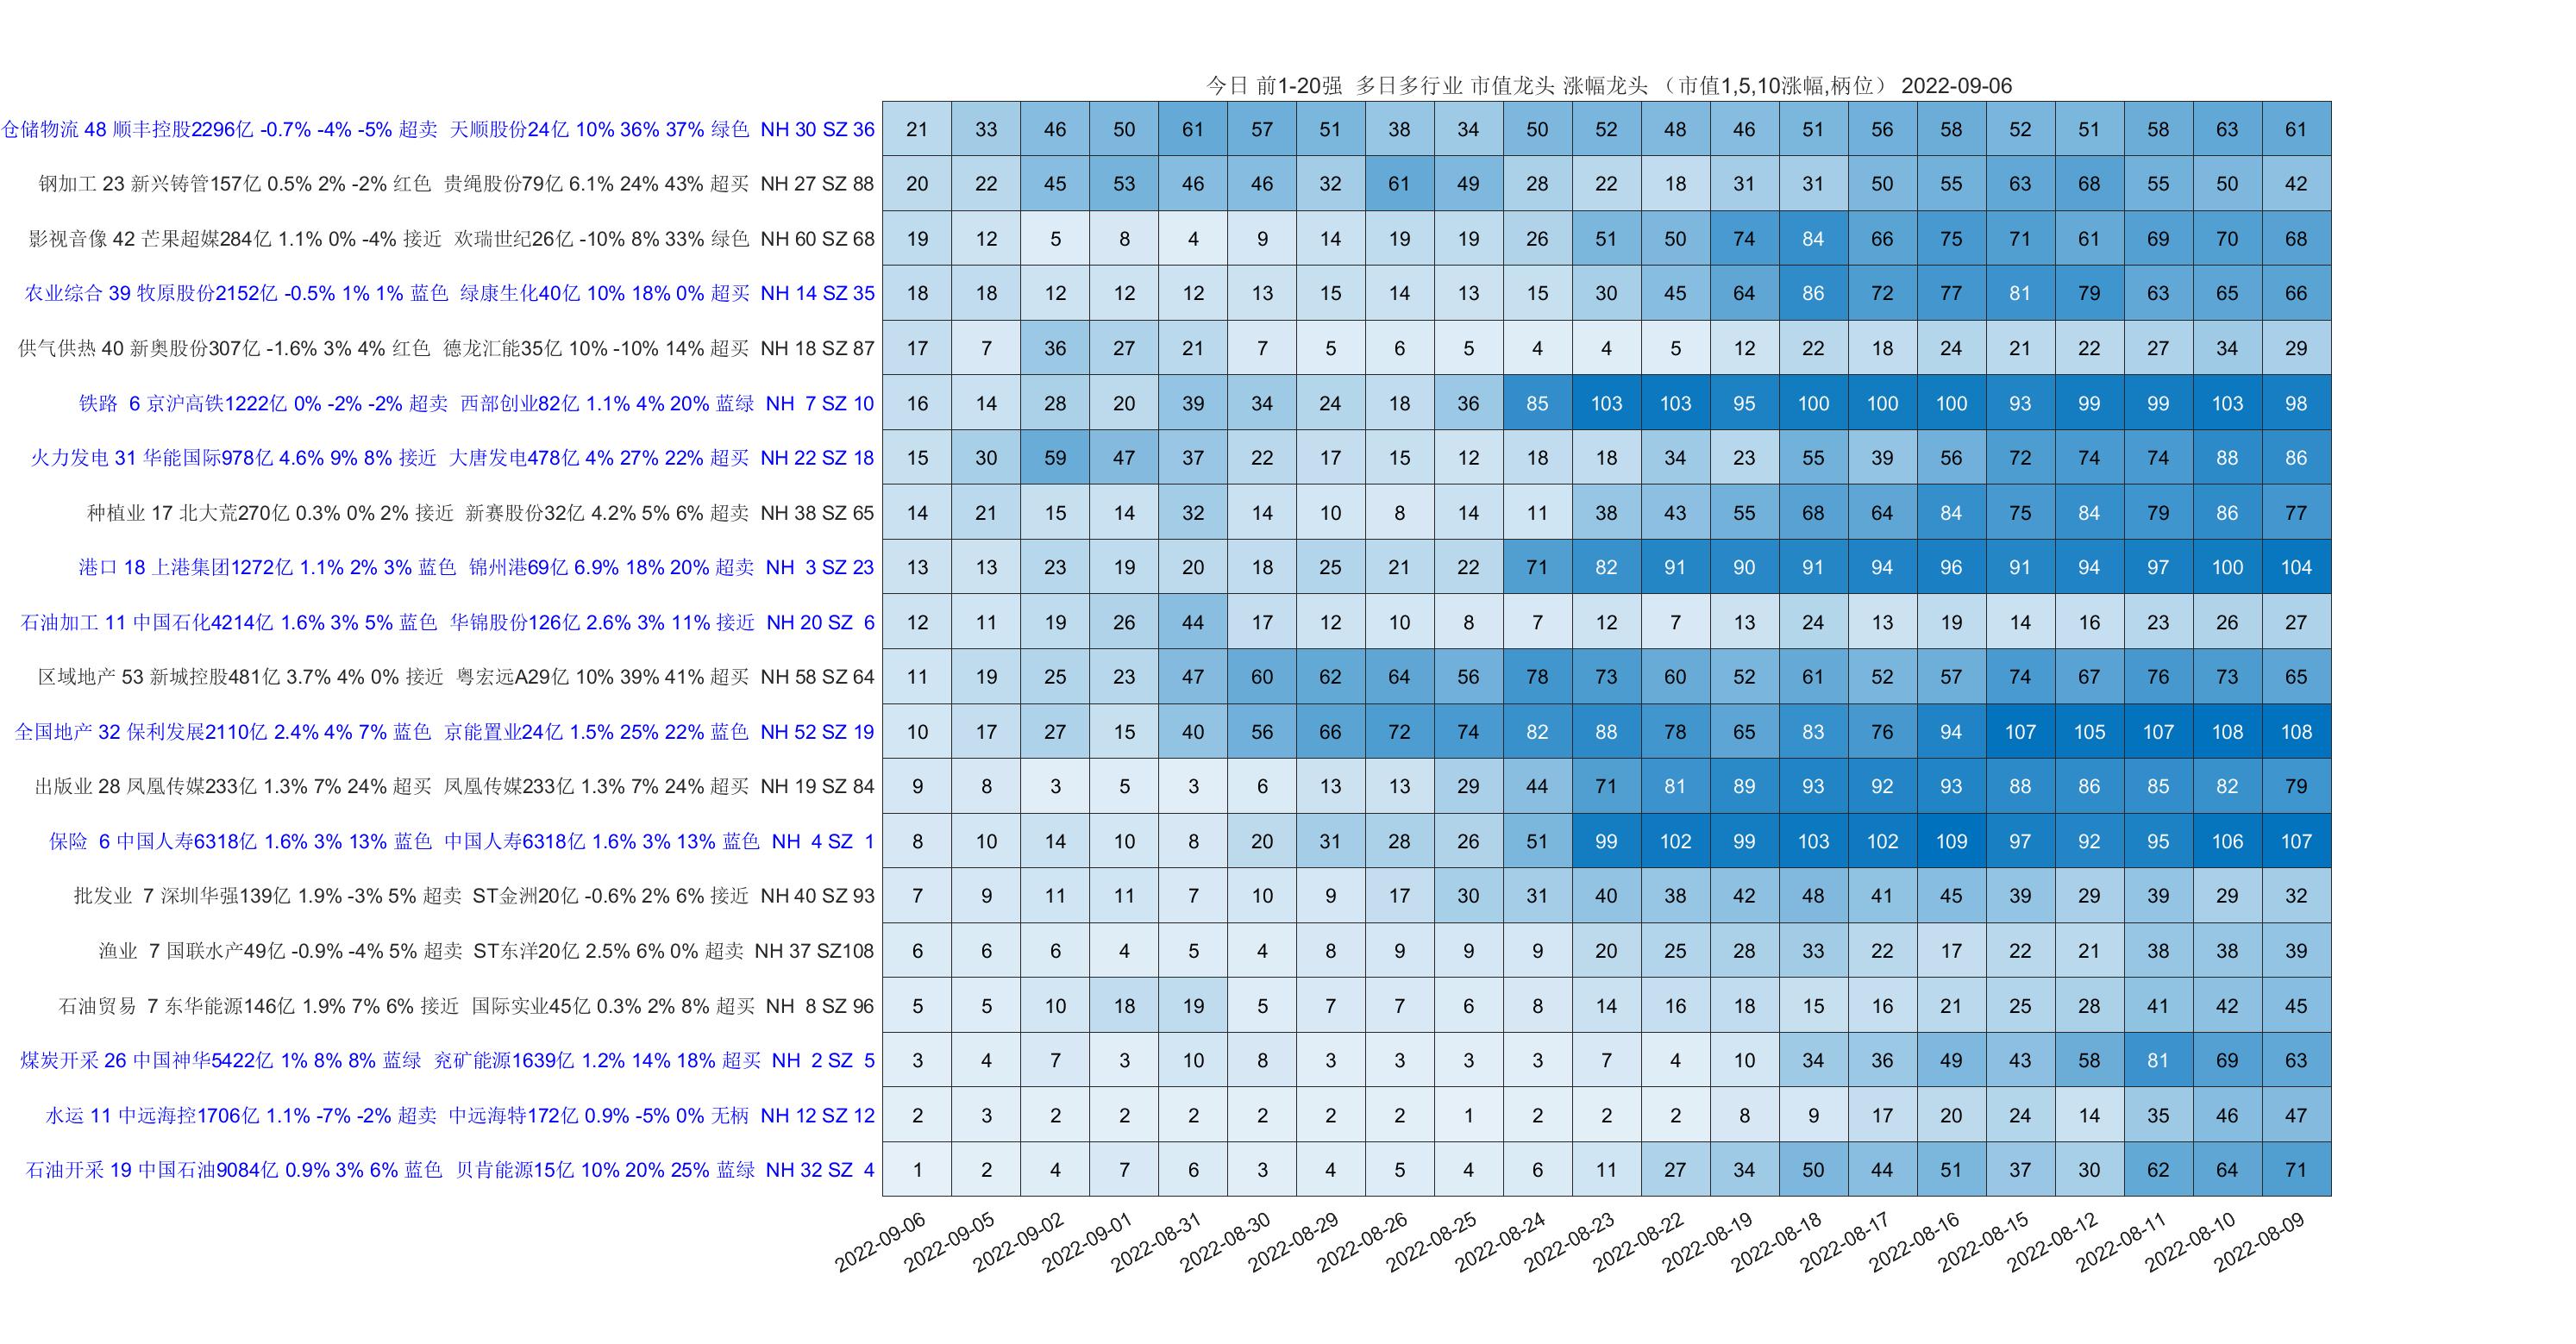 今日 前1-20强 多日多行业 市值龙头 涨幅龙头 （市值1,5,10涨幅,柄位） 2022-09-06
仓储物流 48 顺丰控股2296亿 -0.7% -4% -5% 超卖 天顺股份24亿 10% 36% 37% 绿色 NH 30 SZ 36 21 33 46 50 61 57 51 38 34 50 52 48 46 51 56 58 52 51 58 63 61
钢加工 23 新兴铸管157亿 0.5% 2% -2% 红色 贵绳股份79亿 6.1% 24% 43% 超买 NH 27 SZ 88 20 22 45 53 46 46 32 61 49 28 22 18 31 31 50 55 63 68 55 50 42
影视音像 42 芒果超媒284亿 1.1% 0% -4% 接近 欢瑞世纪26亿 -10% 8% 33% 绿色 NH 60 SZ 68 19 12 5 8 4 9 14 19 19 26 51 50 74 84 66 75 71 61 69 70 68
农业综合 39 牧原股份2152亿 -0.5% 1% 1% 蓝色 绿康生化40亿 10% 18% 0% 超买 NH 14 SZ 35 18 18 12 12 12 13 15 14 13 15 30 45 64 86 72 77 81 79 63 65 66
供气供热 40 新奥股份307亿 -1.6% 3% 4% 红色 德龙汇能35亿 10% -10% 14% 超买 NH 18 SZ 87 17 7 36 27 21 7 5 6 5 4 4 5 12 22 18 24 21 22 27 34 29
铁路 6 京沪高铁1222亿 0% -2% -2% 超卖 西部创业82亿 1.1% 4% 20% 蓝绿 NH 7 SZ 10 16 14 28 20 39 34 24 18 36 85 103 103 95 100 100 100 93 99 99 103 98
火力发电 31 华能国际978亿 4.6% 9% 8% 接近 大唐发电478亿 4% 27% 22% 超买 NH 22 SZ 18 15 30 59 47 37 22 17 15 12 18 18 34 23 55 39 56 72 74 74 88 86
种植业 17 北大荒270亿 0.3% 0% 2% 接近 新赛股份32亿 4.2% 5% 6% 超卖 NH 38 SZ 65 14 21 15 14 32 14 10 8 14 11 38 43 55 68 64 84 75 84 79 86 77
港口 18 上港集团1272亿 1.1% 2% 3% 蓝色 锦州港69亿 6.9% 18% 20% 超卖 NH 3 SZ 23 13 13 23 19 20 18 25 21 22 71 82 91 90 91 94 96 91 94 97 100 104
石油加工 11 中国石化4214亿 1.6% 3% 5% 蓝色 华锦股份126亿 2.6% 3% 11% 接近 NH 20 SZ 6 12 11 19 26 44 17 12 10 8 7 12 7 13 24 13 19 14 16 23 26 27
区域地产 53 新城控股481亿 3.7% 4% 0% 接近 粤宏远A29亿 10% 39% 41% 超买 NH 58 SZ 64 11 19 25 23 47 60 62 64 56 78 73 60 52 61 52 57 74 67 76 73 65
全国地产 32 保利发展2110亿 2.4% 4% 7% 蓝色 京能置业24亿 1.5% 25% 22% 蓝色 NH 52 SZ 19 10 17 27 15 40 56 66 72 74 82 88 78 65 83 76 94 107 105 107 108 108
出版业 28 凤凰传媒233亿 1.3% 7% 24% 超买 凤凰传媒233亿 1.3% 7% 24% 超买 NH 19 SZ 84 9 8 3 5 3 6 13 13 29 44 71 81 89 93 92 93 88 86 85 82 79
保险 6 中国人寿6318亿 1.6% 3% 13% 蓝色 中国人寿6318亿 1.6% 3% 13% 蓝色 NH 4 SZ 1 8 10 14 10 8 20 31 28 26 51 99 102 99 103 102 109 97 92 95 106 107
批发业 7 深圳华强139亿 1.9% -3% 5% 超卖 ST金洲20亿 -0.6% 2% 6% 接近 NH 40 SZ 93 7 9 11 11 7 10 9 17 30 31 40 38 42 48 41 45 39 29 39 29 32
渔业 7 国联水产49亿 -0.9% -4% 5% 超卖 ST东洋20亿 2.5% 6% 0% 超卖 NH 37 SZ108 6 6 6 4 5 4 8 9 9 9 20 25 28 33 22 17 22 21 38 38 39
石油贸易 7 东华能源146亿 1.9% 7% 6% 接近 国际实业45亿 0.3% 2% 8% 超买 NH 8 SZ 96 5 5 10 18 19 5 7 7 6 8 14 16 18 15 16 21 25 28 41 42 45
煤炭开采 26 中国神华5422亿 1% 8% 8% 蓝绿 兖矿能源1639亿 1.2% 14% 18% 超买 NH 2 SZ 5 3 4 7 3 10 8 3 3 3 3 7 4 10 34 36 49 43 58 81 69 63
水运 11 中远海控1706亿 1.1% -7% -2% 超卖 中远海特172亿 0.9% -5% 0% 无柄 NH 12 SZ 12 2 3 2 2 2 2 2 2 1 2 2 2 8 9 17 20 24 14 35 46 47
石油开采 19 中国石油9084亿 0.9% 3% 6% 蓝色 贝肯能源15亿 10% 20% 25% 蓝绿 NH 32 SZ 4 1 2 4 7 6 3 4 5 4 6 11 27 34 50 44 51 37 30 62 64 71
2022-09-06 2022-09-05 2022-09-02 2022-09-01 2022-08-31 2022-08-30 2022-08-29 2022-08-26 2022-08-25 2022-08-24 2022-08-23 2022-08-22 2022-08-19 2022-08-18 2022-08-17 2022-08-16 2022-08-15 2022-08-12 2022-08-11 2022-08-10 2022-08-09